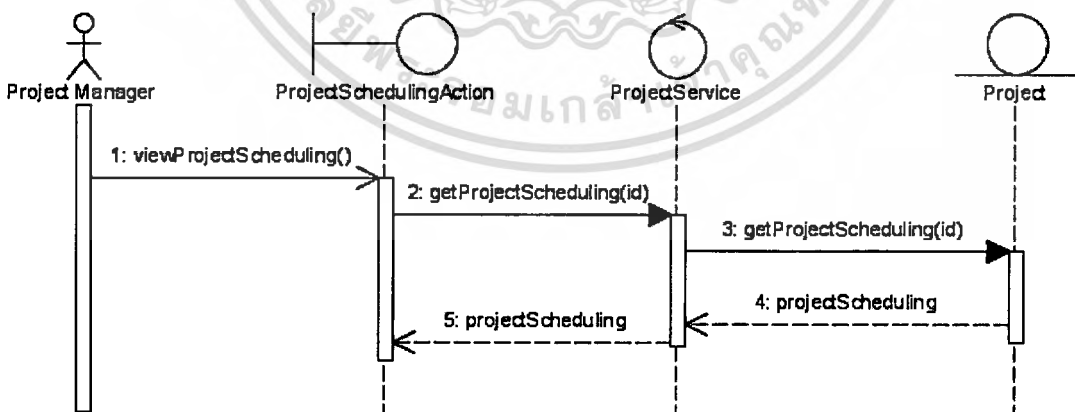 Project Manager
ProjectSchedulingAction
ProjectService
Project
1: viewProjectScheduling()
2: getProjectScheduling(id)
3: getProjectScheduling(id)
4: projectScheduling
5: projectScheduling